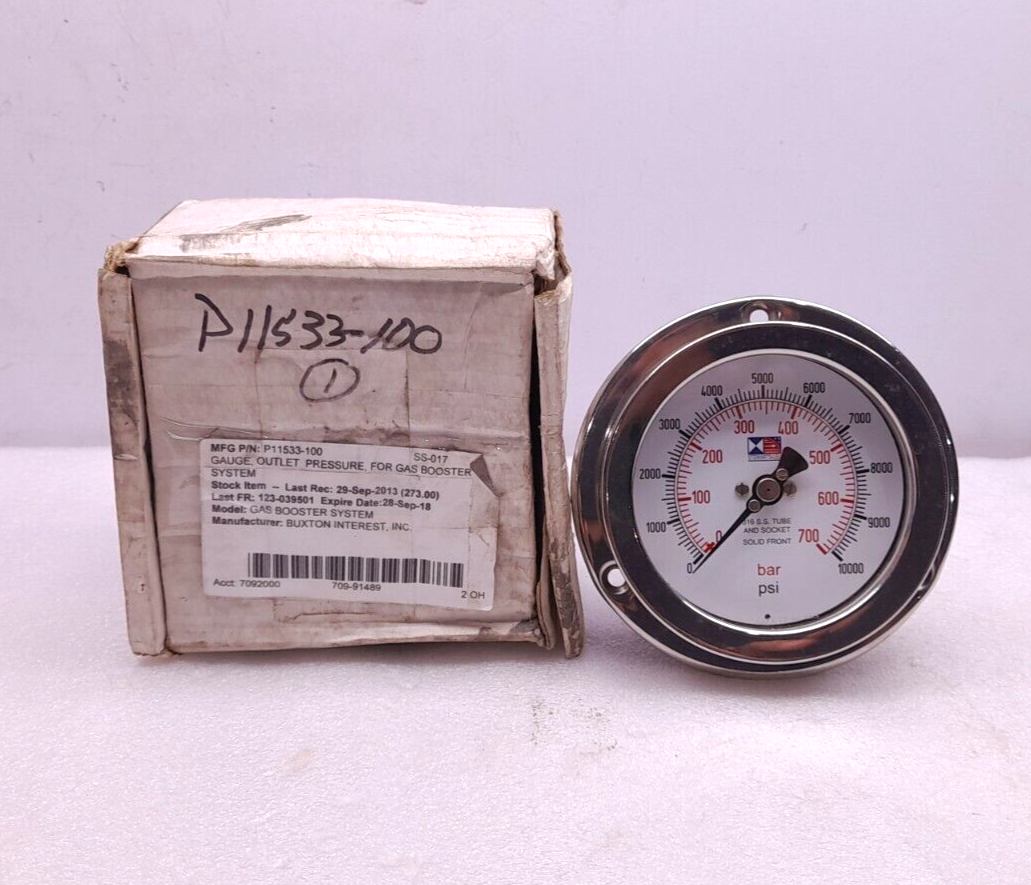 P11533-100
1
MFG P/N: P11533-100 SS-017
GAUGE, OUTLET PRESSURE, FOR GAS BOOSTER
SYSTEM
Stock Item -- Last Rec: 29-Sep-2013 (273.00)
Last FR: 123-039501 Expire Date:28-Sep-18
Model: GAS BOOSTER SYSTEM
Manufacturer: BUXTON INTEREST, INC.
Acct: 7092000 709-91489 2 OH
0 1000 2000 3000 4000 5000 6000 7000 8000 9000 10000
0 100 200 300 400 500 600 700
316 S.S. TUBE
AND SOCKET
SOLID FRONT
bar
psi